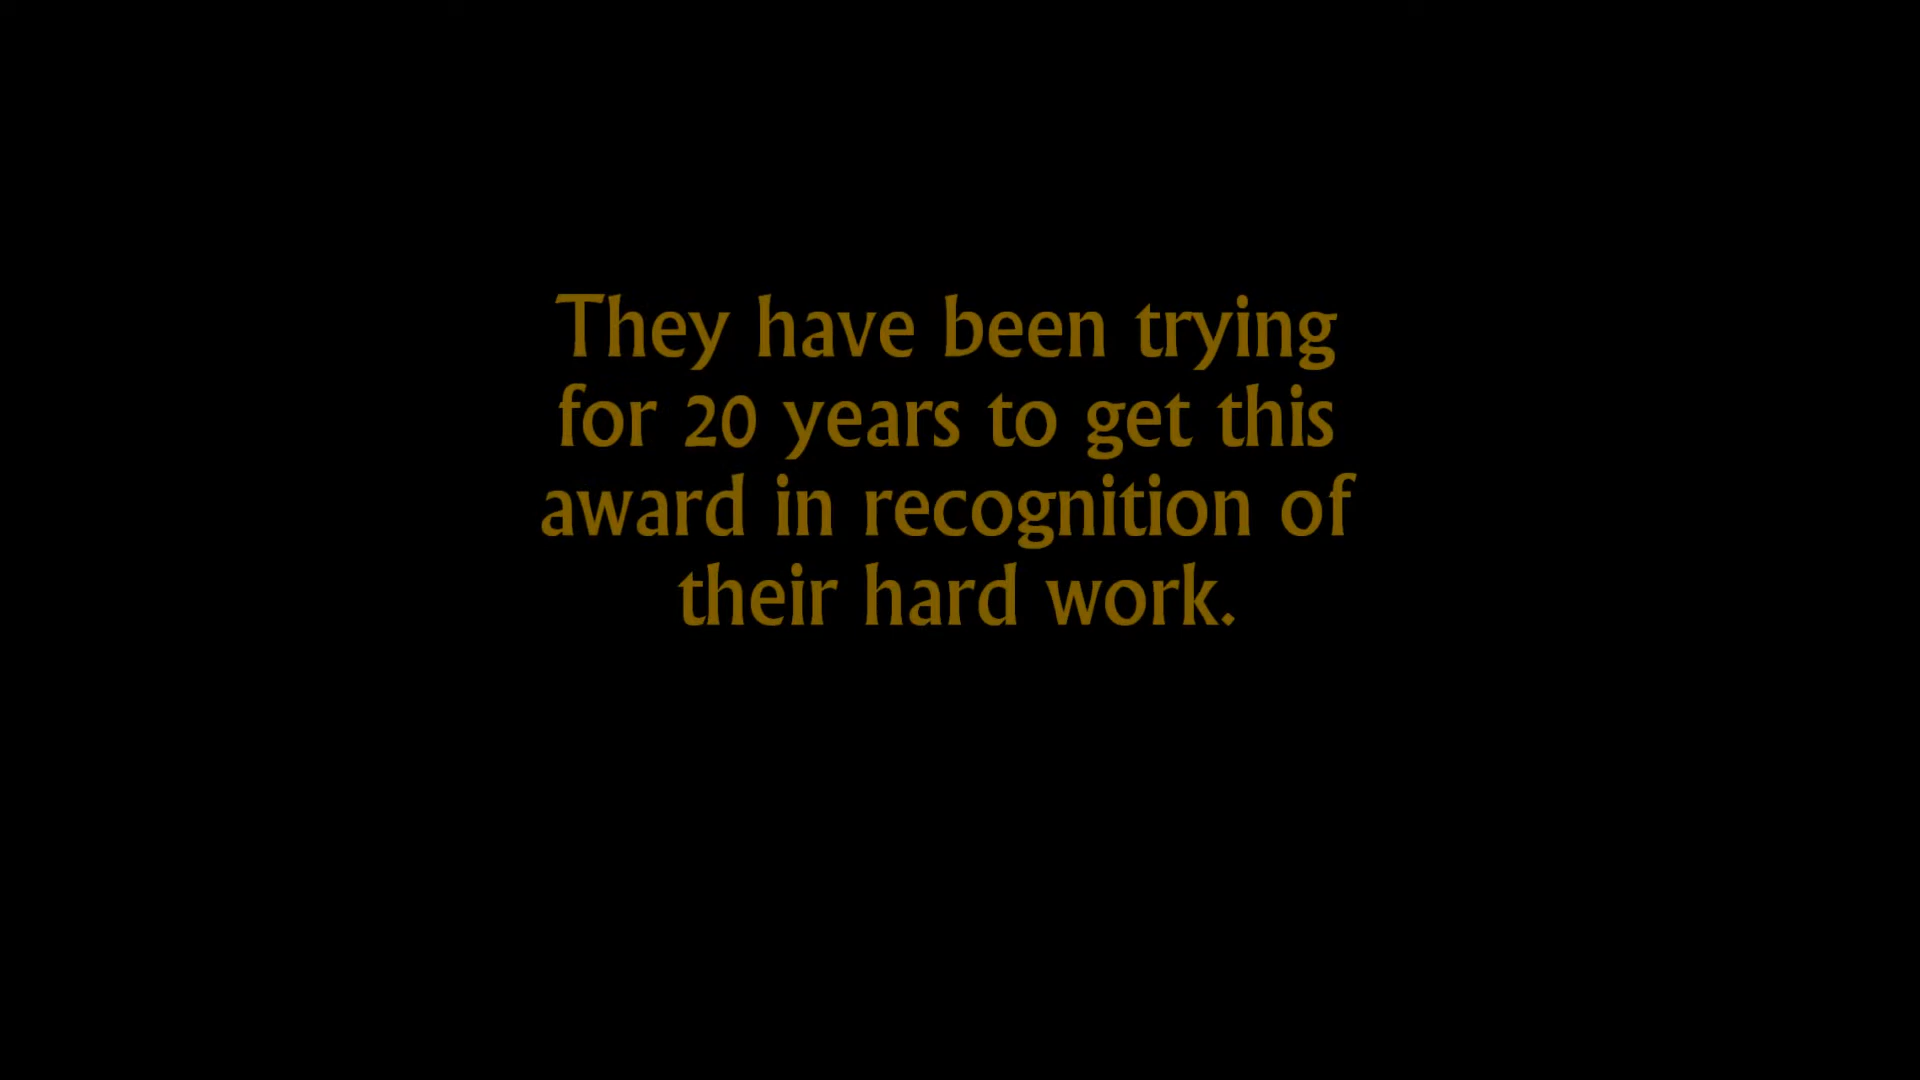 They have been trying
for 20 years to get this
award in recognition of
their hard work.